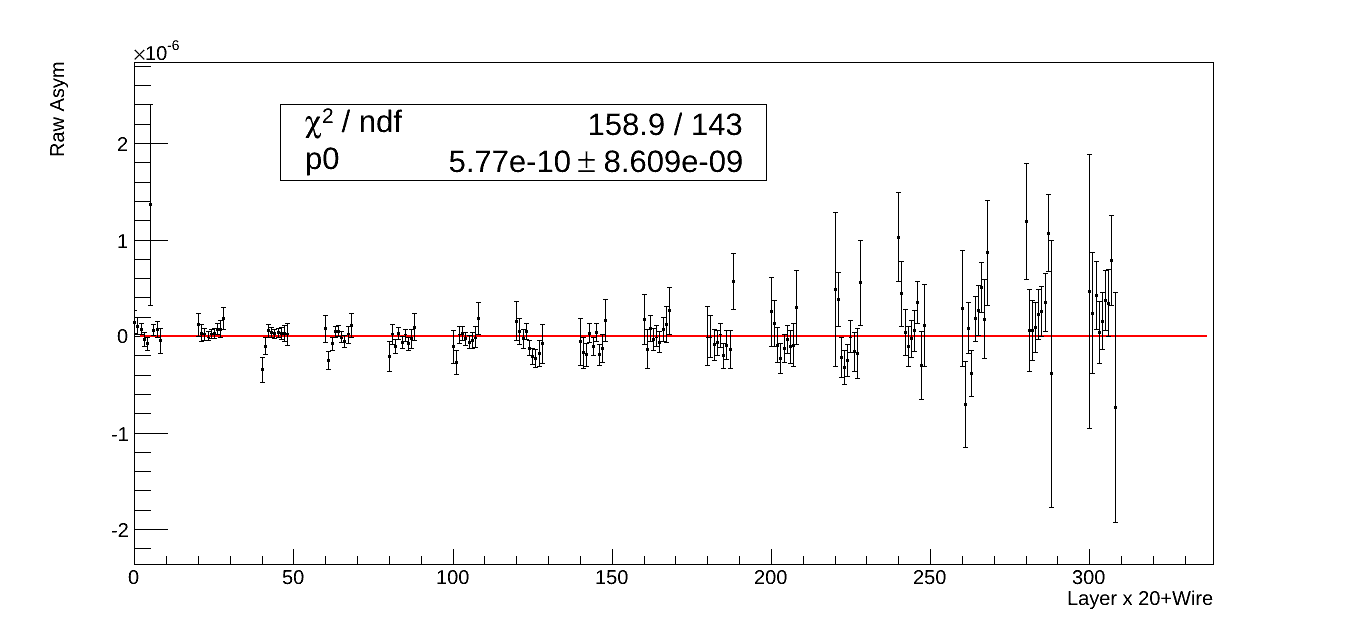 ×10-6
Raw Asym
χ2 / ndf 158.9 / 143
p0 5.77e-10 ± 8.609e-09
2
1
0
-1
-2
0 50 100 150 200 250 300
Layer x 20+Wire